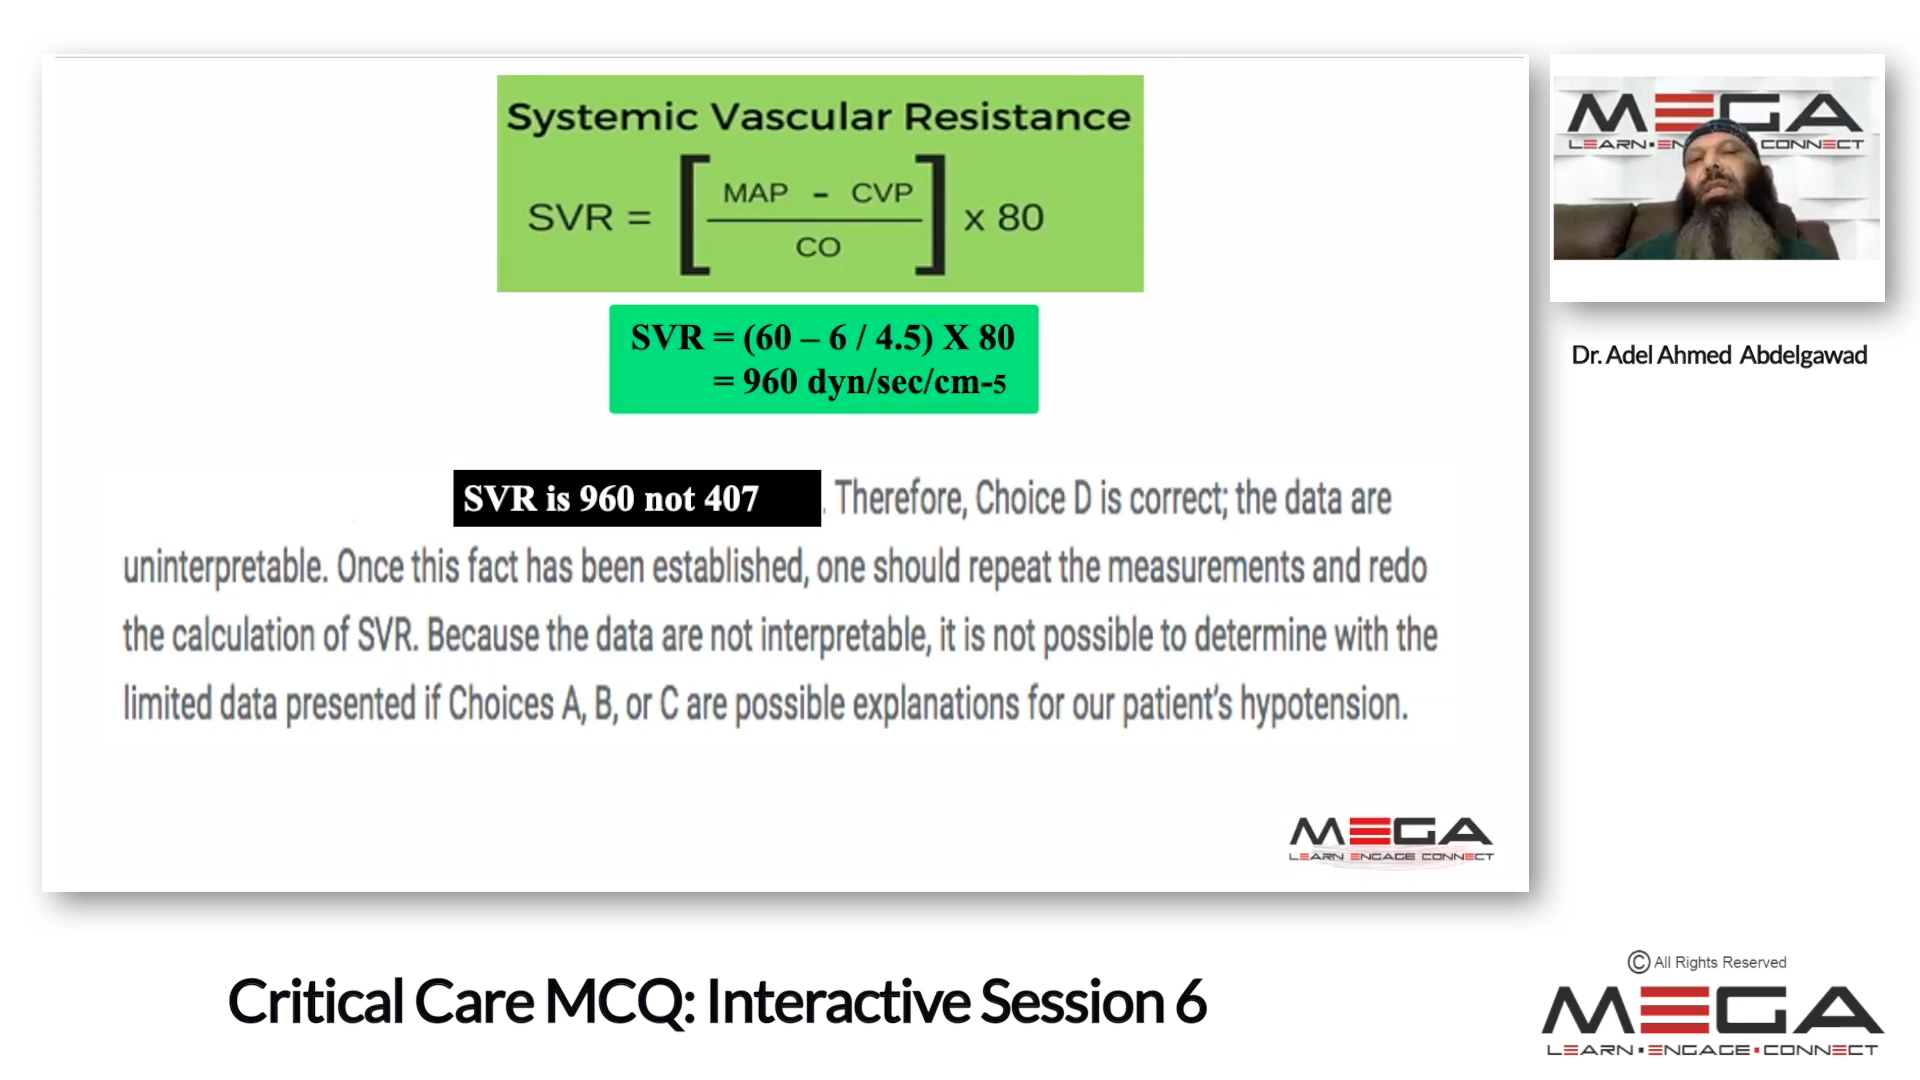 Systemic Vascular Resistance
SVR = [ MAP - CVP / CO ] x 80
SVR = (60 – 6 / 4.5) X 80
= 960 dyn/sec/cm-5
SVR is 960 not 407 . Therefore, Choice D is correct; the data are
uninterpretable. Once this fact has been established, one should repeat the measurements and redo
the calculation of SVR. Because the data are not interpretable, it is not possible to determine with the
limited data presented if Choices A, B, or C are possible explanations for our patient's hypotension.
MEGA
LEARN ENGAGE CONNECT
MEGA
LEARN▪EN CONNECT
Dr. Adel Ahmed Abdelgawad
Critical Care MCQ: Interactive Session 6
© All Rights Reserved
MEGA
LEARN▪ENGAGE▪CONNECT